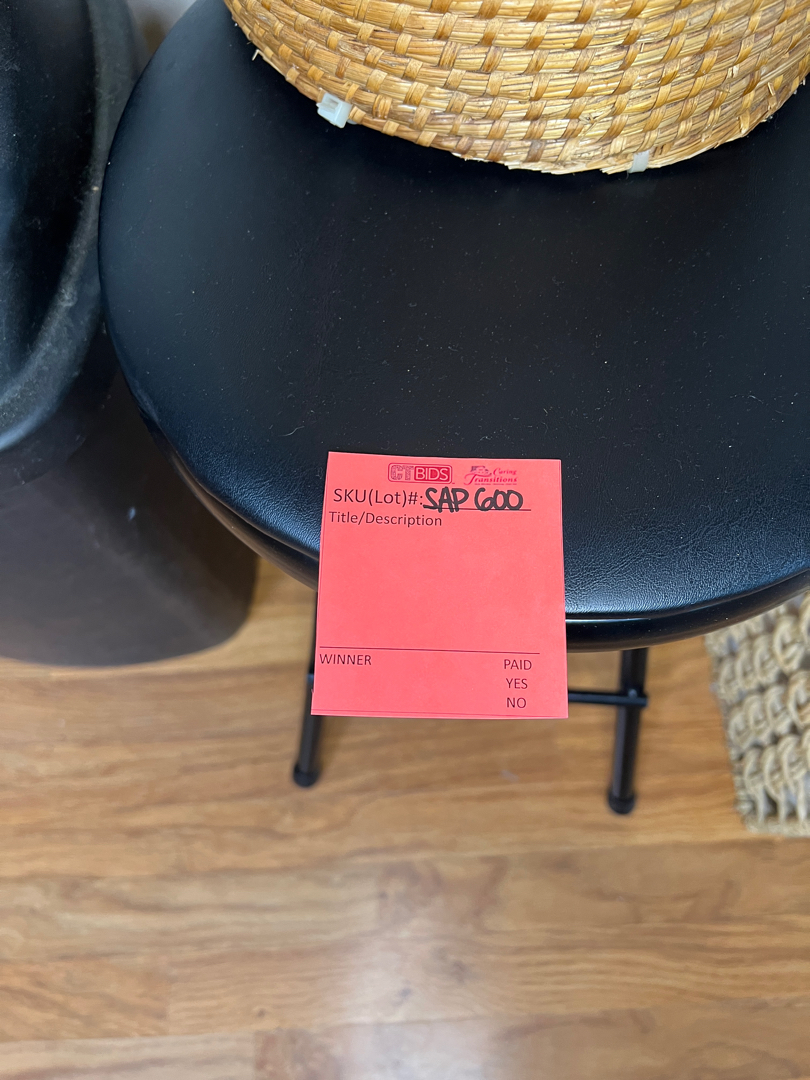 CTBIDS Caring Transitions
SKU(Lot)#: SAP 600
Title/Description
WINNER PAID
YES
NO